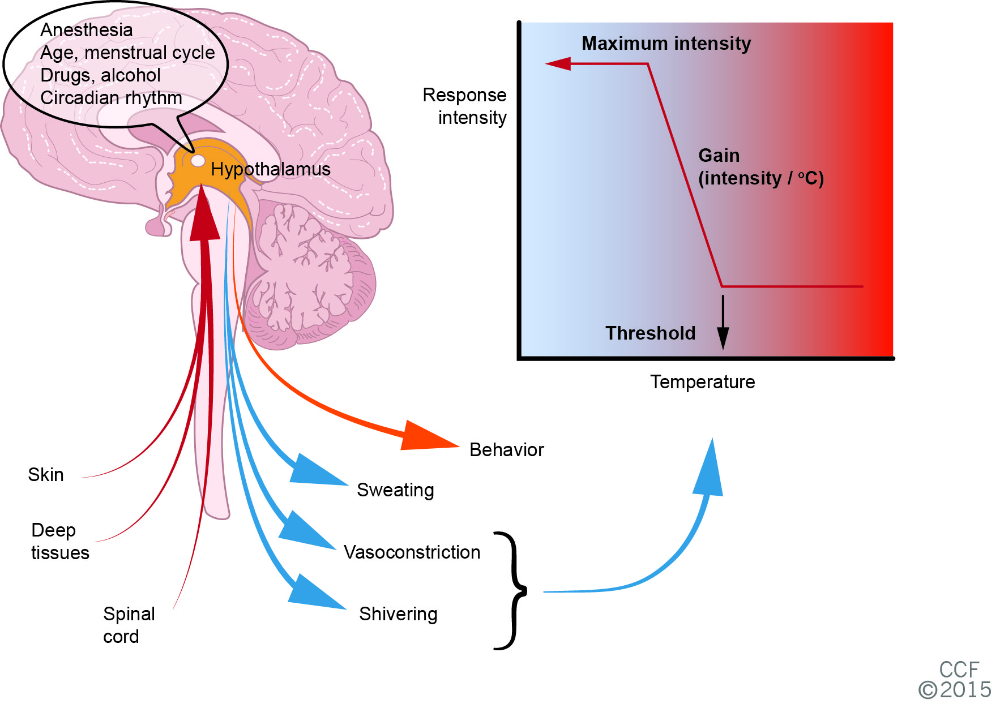 Anesthesia
Age, menstrual cycle
Drugs, alcohol
Circadian rhythm
Hypothalamus
Skin
Deep
tissues
Spinal
cord
Behavior
Sweating
Vasoconstriction
Shivering
Response
intensity
Maximum intensity
Gain
(intensity / °C)
Threshold
Temperature
CCF
©2015